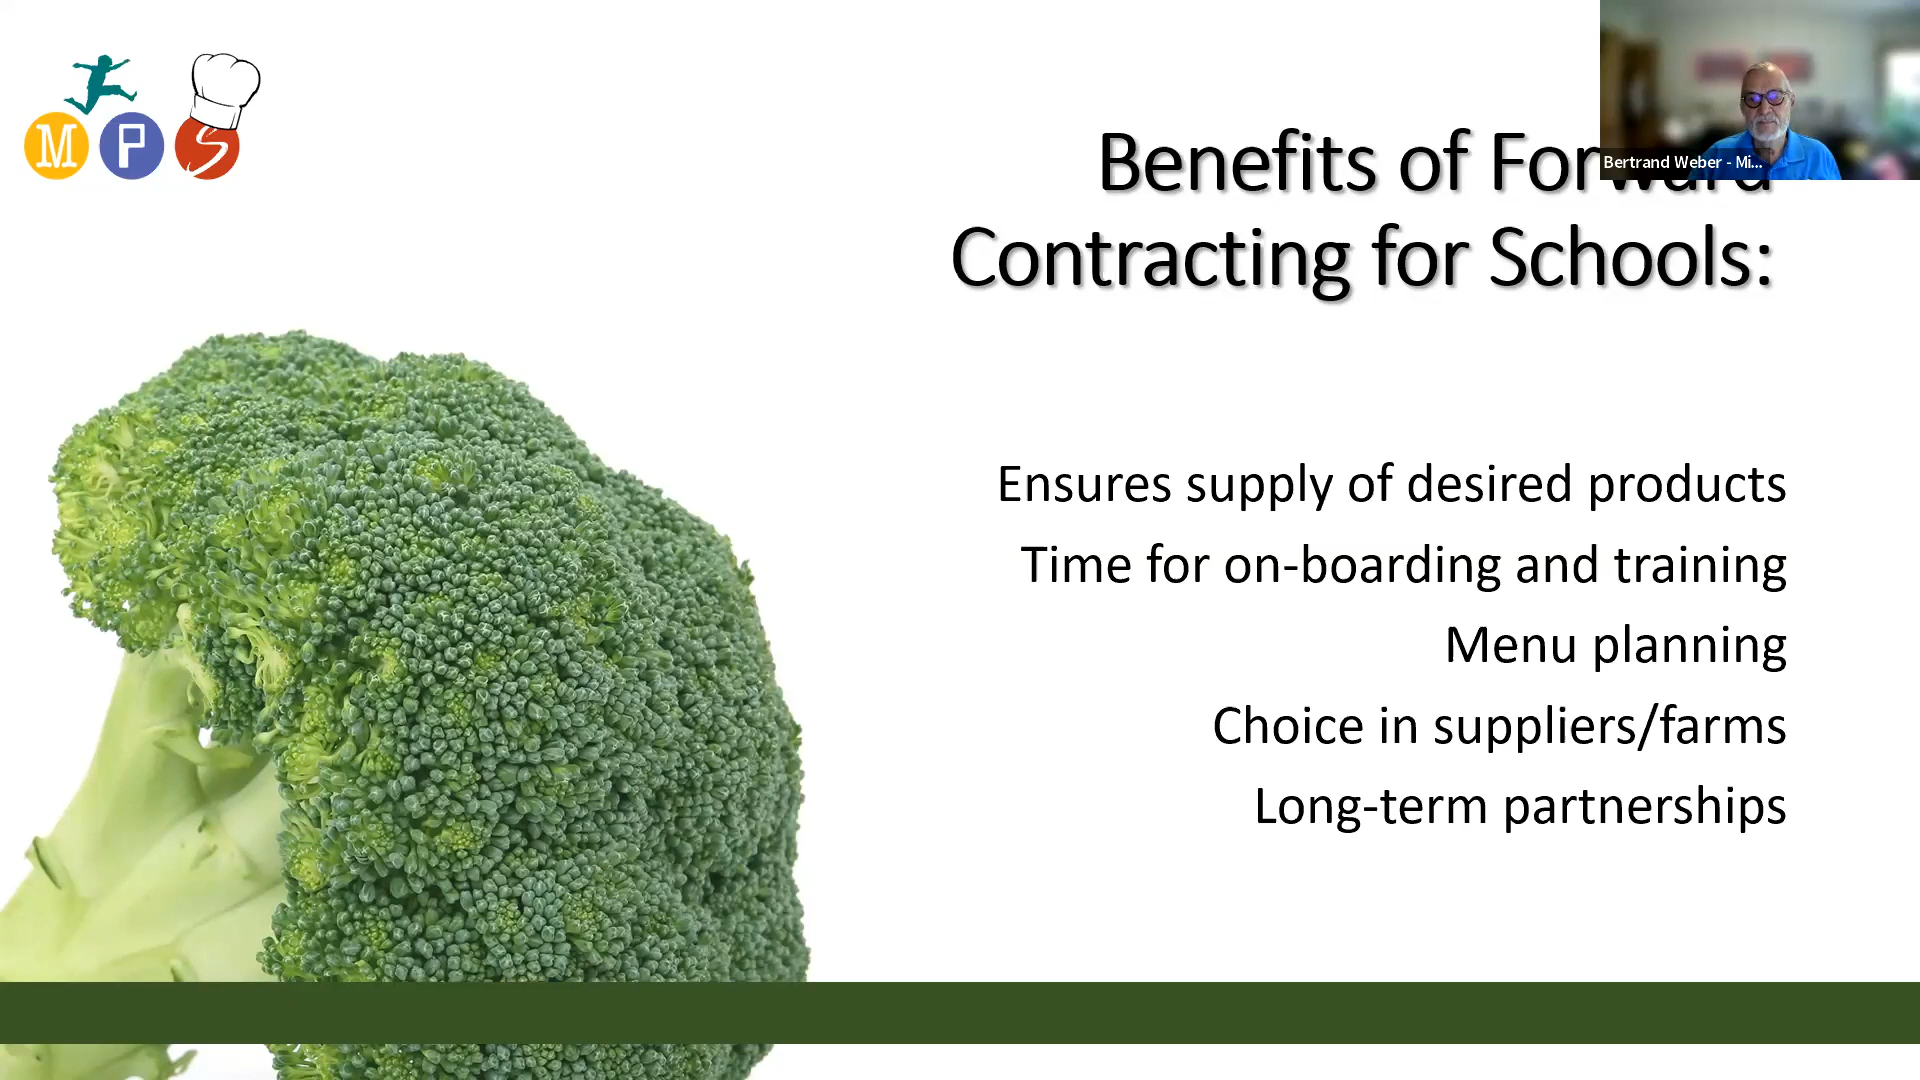 M P S
Bertrand Weber - Mi...
Benefits of Forward
Contracting for Schools:
Ensures supply of desired products
Time for on-boarding and training
Menu planning
Choice in suppliers/farms
Long-term partnerships